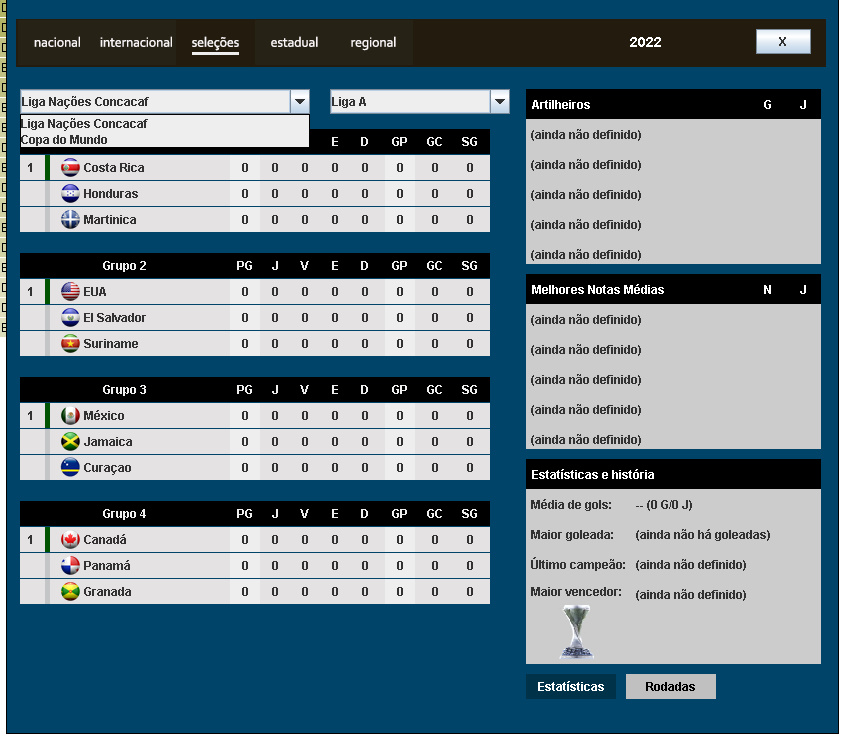 nacional internacional seleções estadual regional 2022 X
Liga Nações Concacaf Liga A
Liga Nações Concacaf
Copa do Mundo
E D GP GC SG
1 Costa Rica 0 0 0 0 0 0 0 0
Honduras 0 0 0 0 0 0 0 0
Martinica 0 0 0 0 0 0 0 0
Grupo 2 PG J V E D GP GC SG
1 EUA 0 0 0 0 0 0 0 0
El Salvador 0 0 0 0 0 0 0 0
Suriname 0 0 0 0 0 0 0 0
Grupo 3 PG J V E D GP GC SG
1 México 0 0 0 0 0 0 0 0
Jamaica 0 0 0 0 0 0 0 0
Curaçao 0 0 0 0 0 0 0 0
Grupo 4 PG J V E D GP GC SG
1 Canadá 0 0 0 0 0 0 0 0
Panamá 0 0 0 0 0 0 0 0
Granada 0 0 0 0 0 0 0 0
Artilheiros G J
(ainda não definido)
(ainda não definido)
(ainda não definido)
(ainda não definido)
(ainda não definido)
Melhores Notas Médias N J
(ainda não definido)
(ainda não definido)
(ainda não definido)
(ainda não definido)
(ainda não definido)
Estatísticas e história
Média de gols: -- (0 G/0 J)
Maior goleada: (ainda não há goleadas)
Último campeão: (ainda não definido)
Maior vencedor: (ainda não definido)
Estatísticas Rodadas